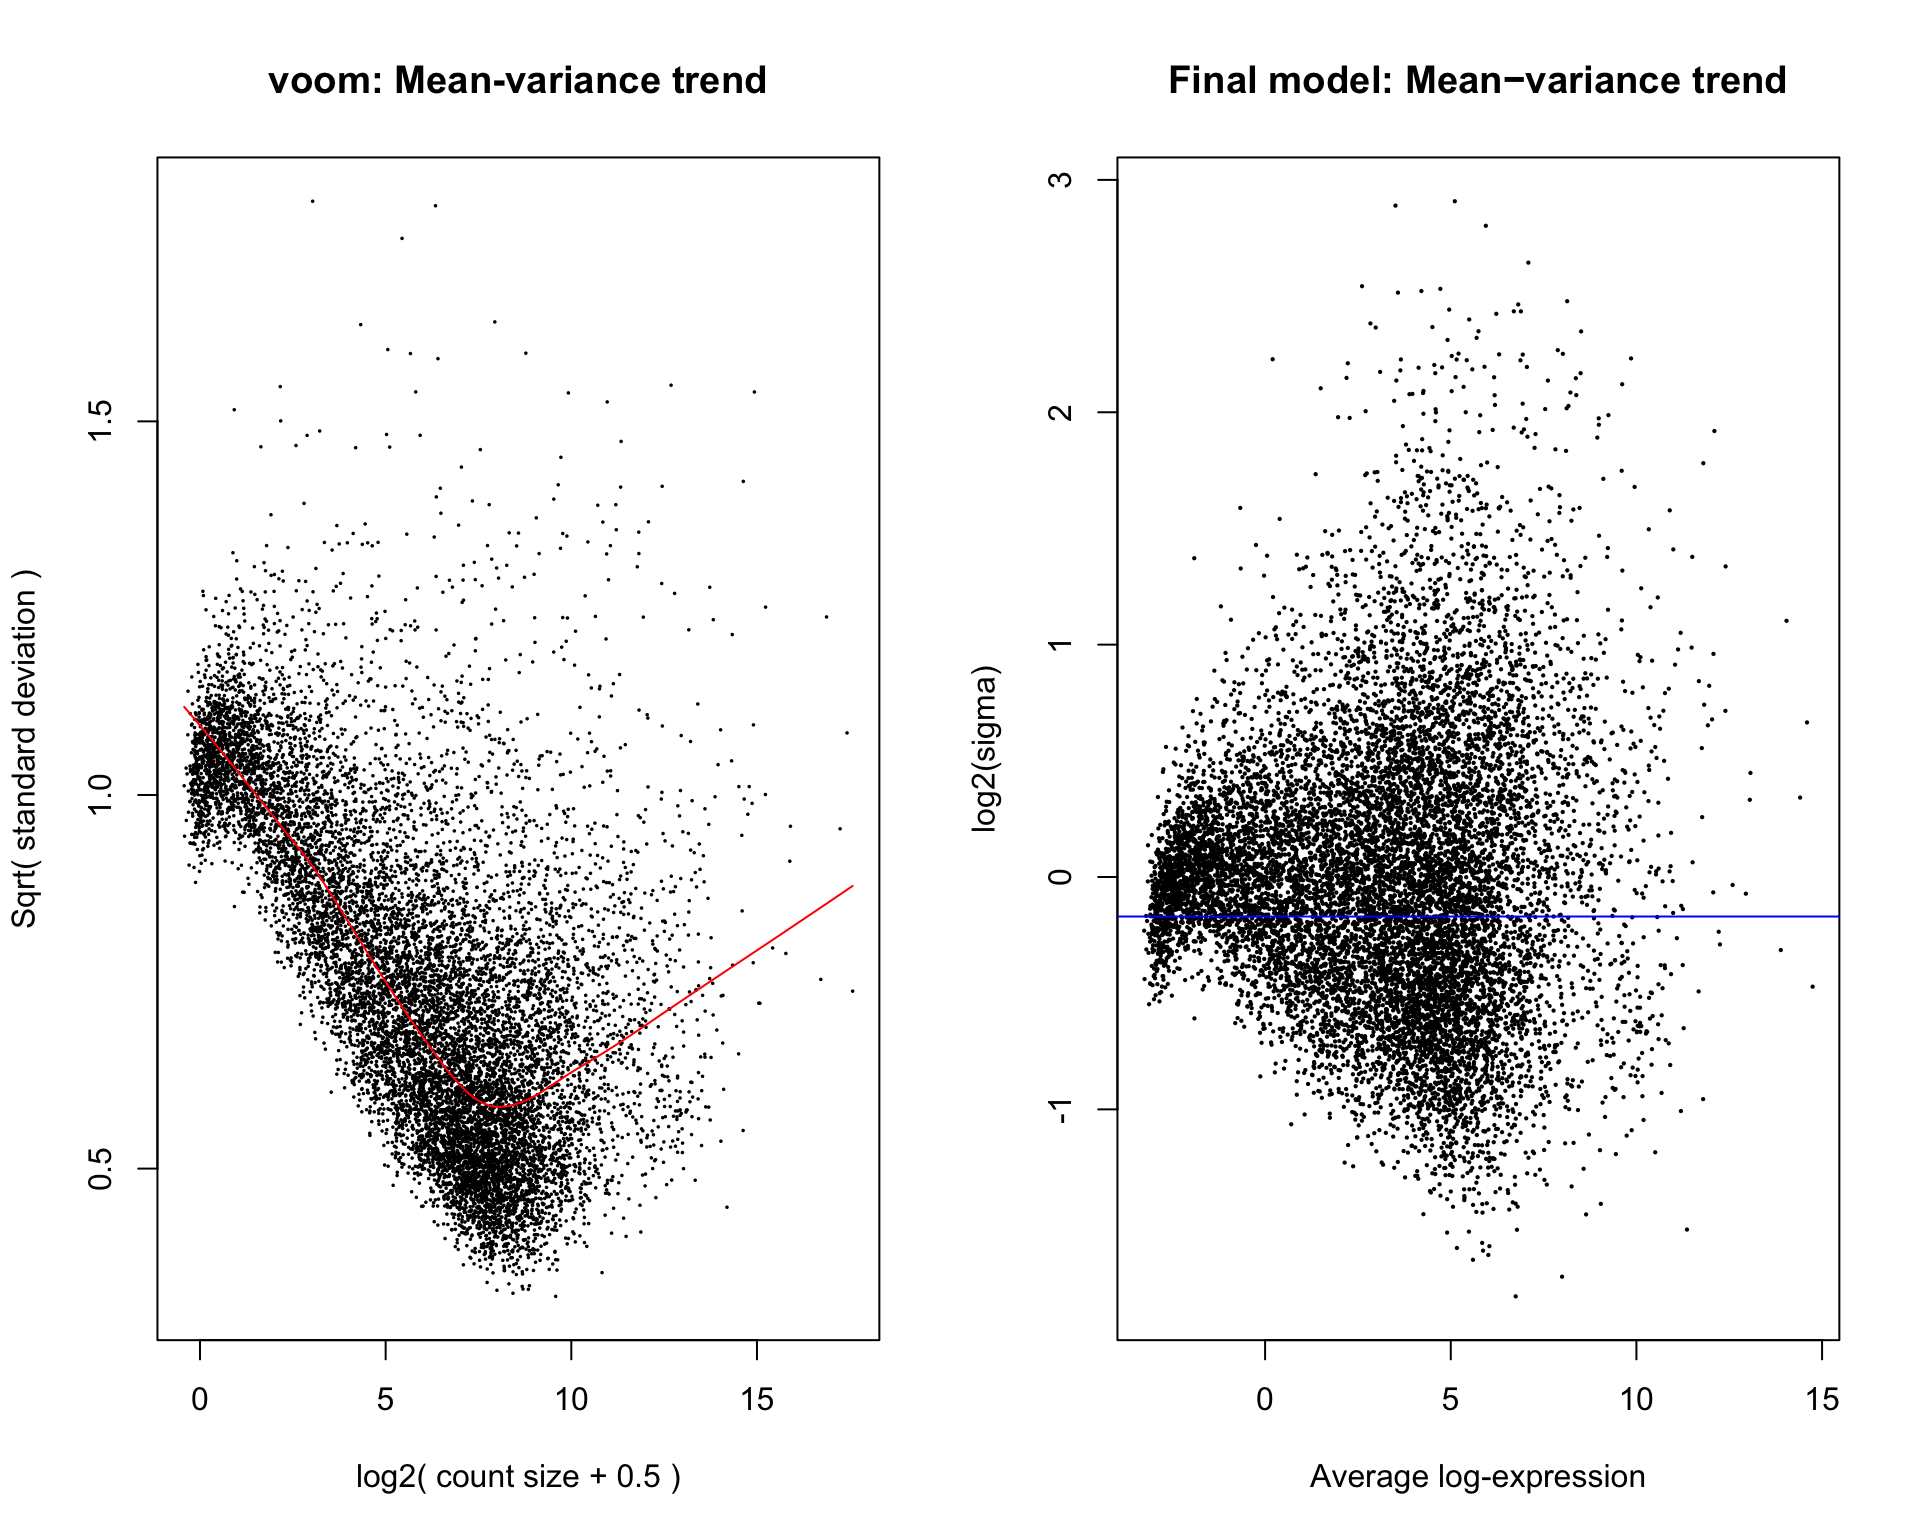 voom: Mean-variance trend
Sqrt( standard deviation )
1.5
1.0
0.5
0 5 10 15
log2( count size + 0.5 )
Final model: Mean−variance trend
log2(sigma)
3
2
1
0
-1
0 5 10 15
Average log-expression